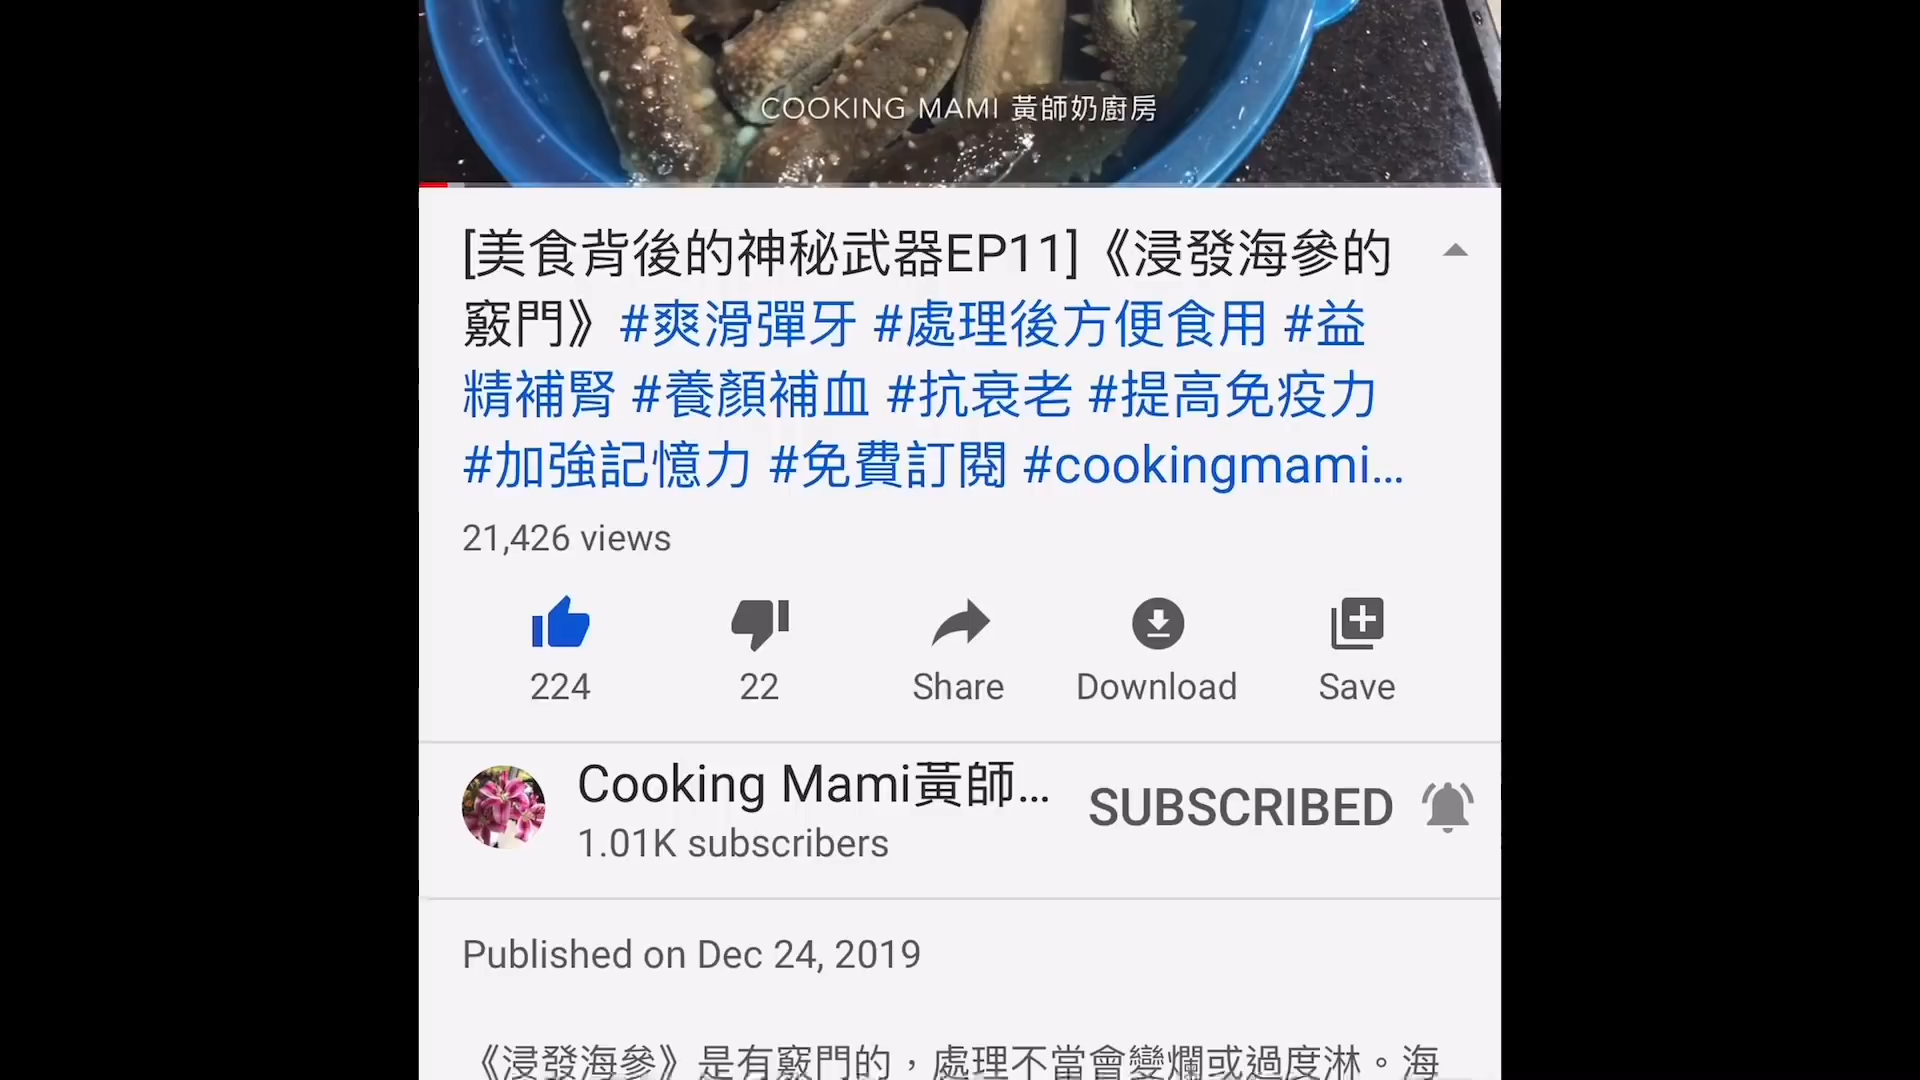 COOKING MAMI 黃師奶廚房
[美食背後的神秘武器EP11]《浸發海參的
竅門》#爽滑彈牙 #處理後方便食用 #益
精補腎 #養顏補血 #抗衰老 #提高免疫力
#加強記憶力 #免費訂閱 #cookingmami...
21,426 views
224 22 Share Download Save
Cooking Mami黃師... SUBSCRIBED
1.01K subscribers
Published on Dec 24, 2019
《浸發海參》是有竅門的，處理不當會變爛或過度淋。海